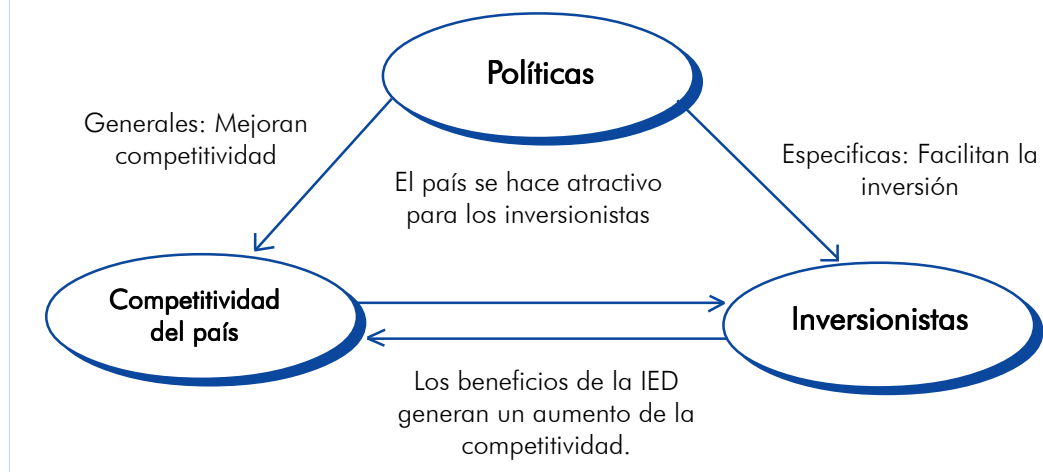 Políticas
Generales: Mejoran
competitividad
Especificas: Facilitan la
inversión
El país se hace atractivo
para los inversionistas
Competitividad
del país
Inversionistas
Los beneficios de la IED
generan un aumento de la
competitividad.